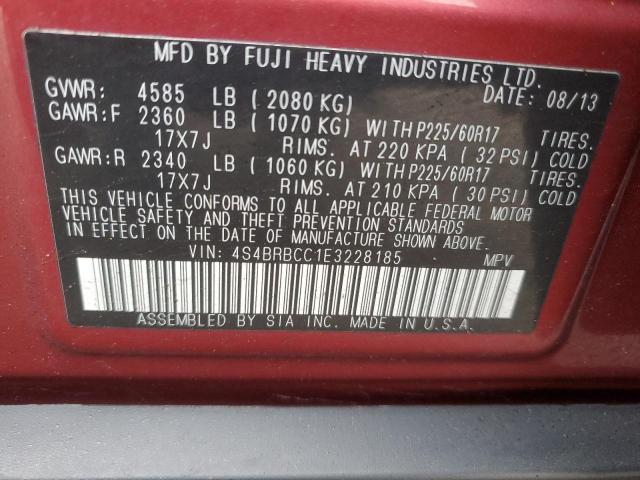 MFD BY FUJI HEAVY INDUSTRIES LTD.
GVWR: 4585 LB (2080 KG) DATE: 08/13
GAWR:F 2360 LB (1070 KG) WITH P225/60R17 TIRES.
17X7J RIMS. AT 220 KPA (32 PSI) COLD
GAWR:R 2340 LB (1060 KG) WITH P225/60R17 TIRES.
17X7J RIMS. AT 210 KPA (30 PSI) COLD
THIS VEHICLE CONFORMS TO ALL APPLICABLE FEDERAL MOTOR
VEHICLE SAFETY AND THEFT PREVENTION STANDARDS
IN EFFECT ON THE DATE OF MANUFACTURE SHOWN ABOVE.
VIN: 4S4BRBCC1E3228185 MPV
ASSEMBLED BY SIA INC. MADE IN U.S.A.